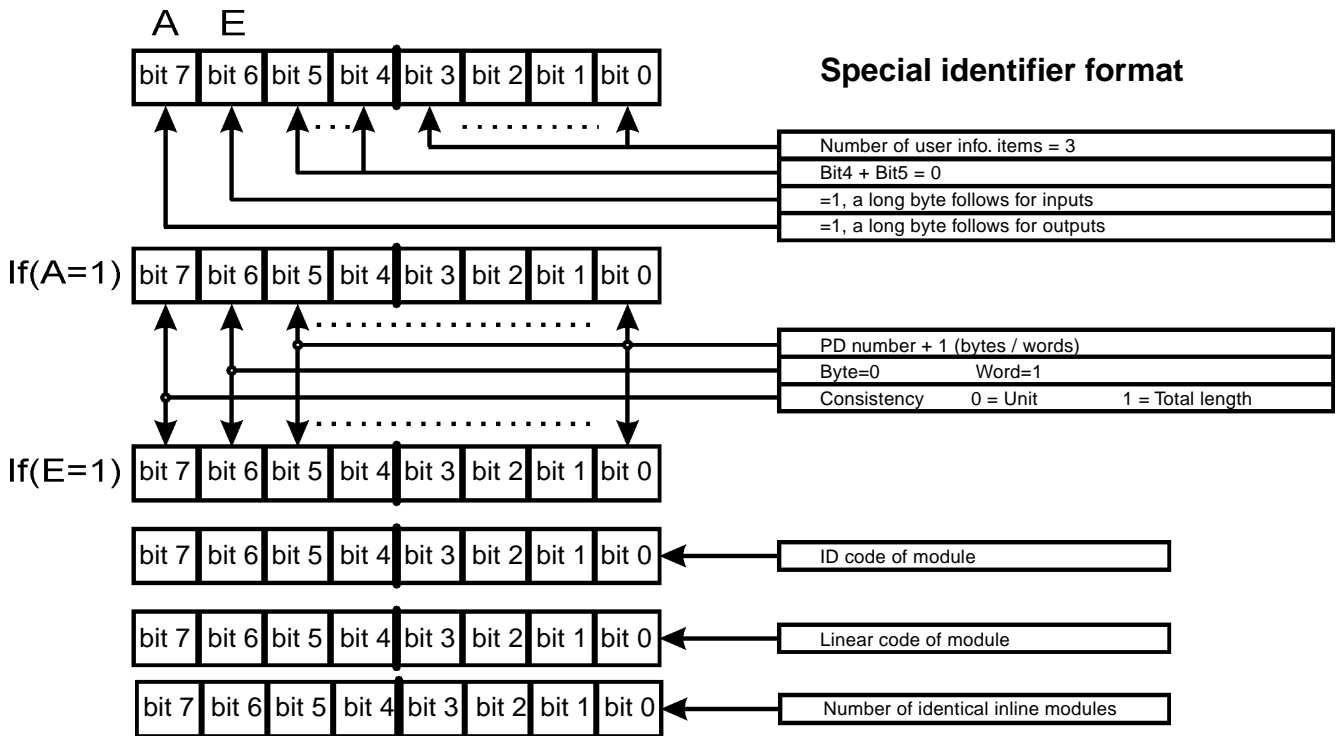 A E
bit 7 bit 6 bit 5 bit 4 bit 3 bit 2 bit 1 bit 0
Special identifier format
Number of user info. items = 3
Bit4 + Bit5 = 0
=1, a long byte follows for inputs
=1, a long byte follows for outputs
If(A=1) bit 7 bit 6 bit 5 bit 4 bit 3 bit 2 bit 1 bit 0
PD number + 1 (bytes / words)
Byte=0 Word=1
Consistency 0 = Unit 1 = Total length
If(E=1) bit 7 bit 6 bit 5 bit 4 bit 3 bit 2 bit 1 bit 0
bit 7 bit 6 bit 5 bit 4 bit 3 bit 2 bit 1 bit 0
ID code of module
bit 7 bit 6 bit 5 bit 4 bit 3 bit 2 bit 1 bit 0
Linear code of module
bit 7 bit 6 bit 5 bit 4 bit 3 bit 2 bit 1 bit 0
Number of identical inline modules